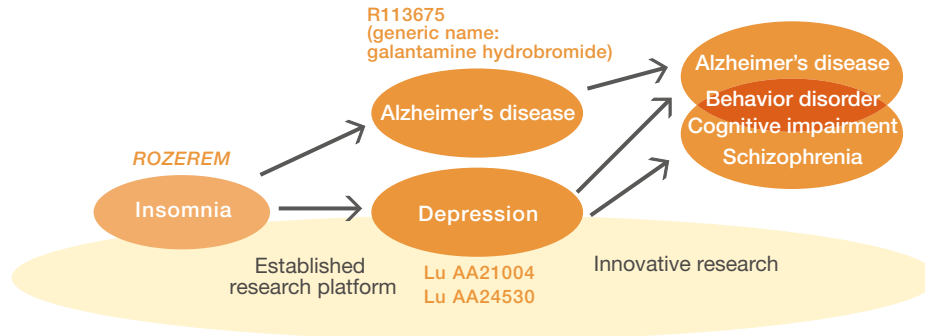 R113675
(generic name:
galantamine hydrobromide)
Alzheimer's disease
Alzheimer's disease
Behavior disorder
Cognitive impairment
Schizophrenia
ROZEREM
Insomnia
Depression
Established
research platform
Lu AA21004
Lu AA24530
Innovative research